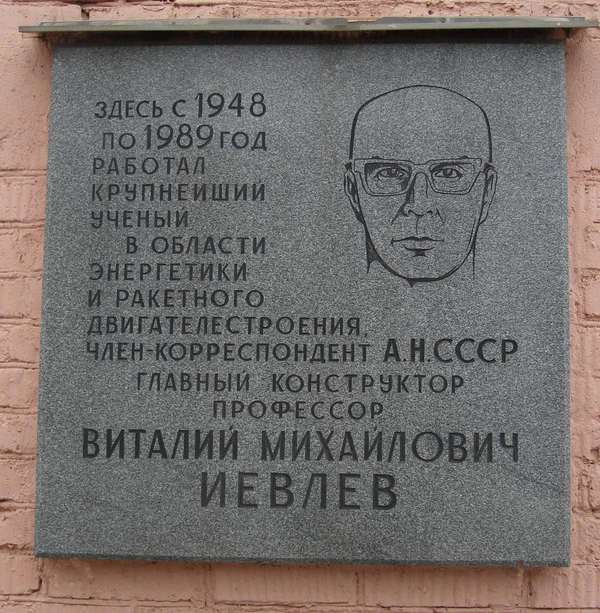 ЗДЕСЬ С 1948
ПО 1989 ГОД
РАБОТАЛ
КРУПНЕЙШИЙ
УЧЕНЫЙ
В ОБЛАСТИ
ЭНЕРГЕТИКИ
И РАКЕТНОГО
ДВИГАТЕЛЕСТРОЕНИЯ,
ЧЛЕН-КОРРЕСПОНДЕНТ А.Н.СССР
ГЛАВНЫЙ КОНСТРУКТОР
ПРОФЕССОР
ВИТАЛИЙ МИХАЙЛОВИЧ
ИЕВЛЕВ